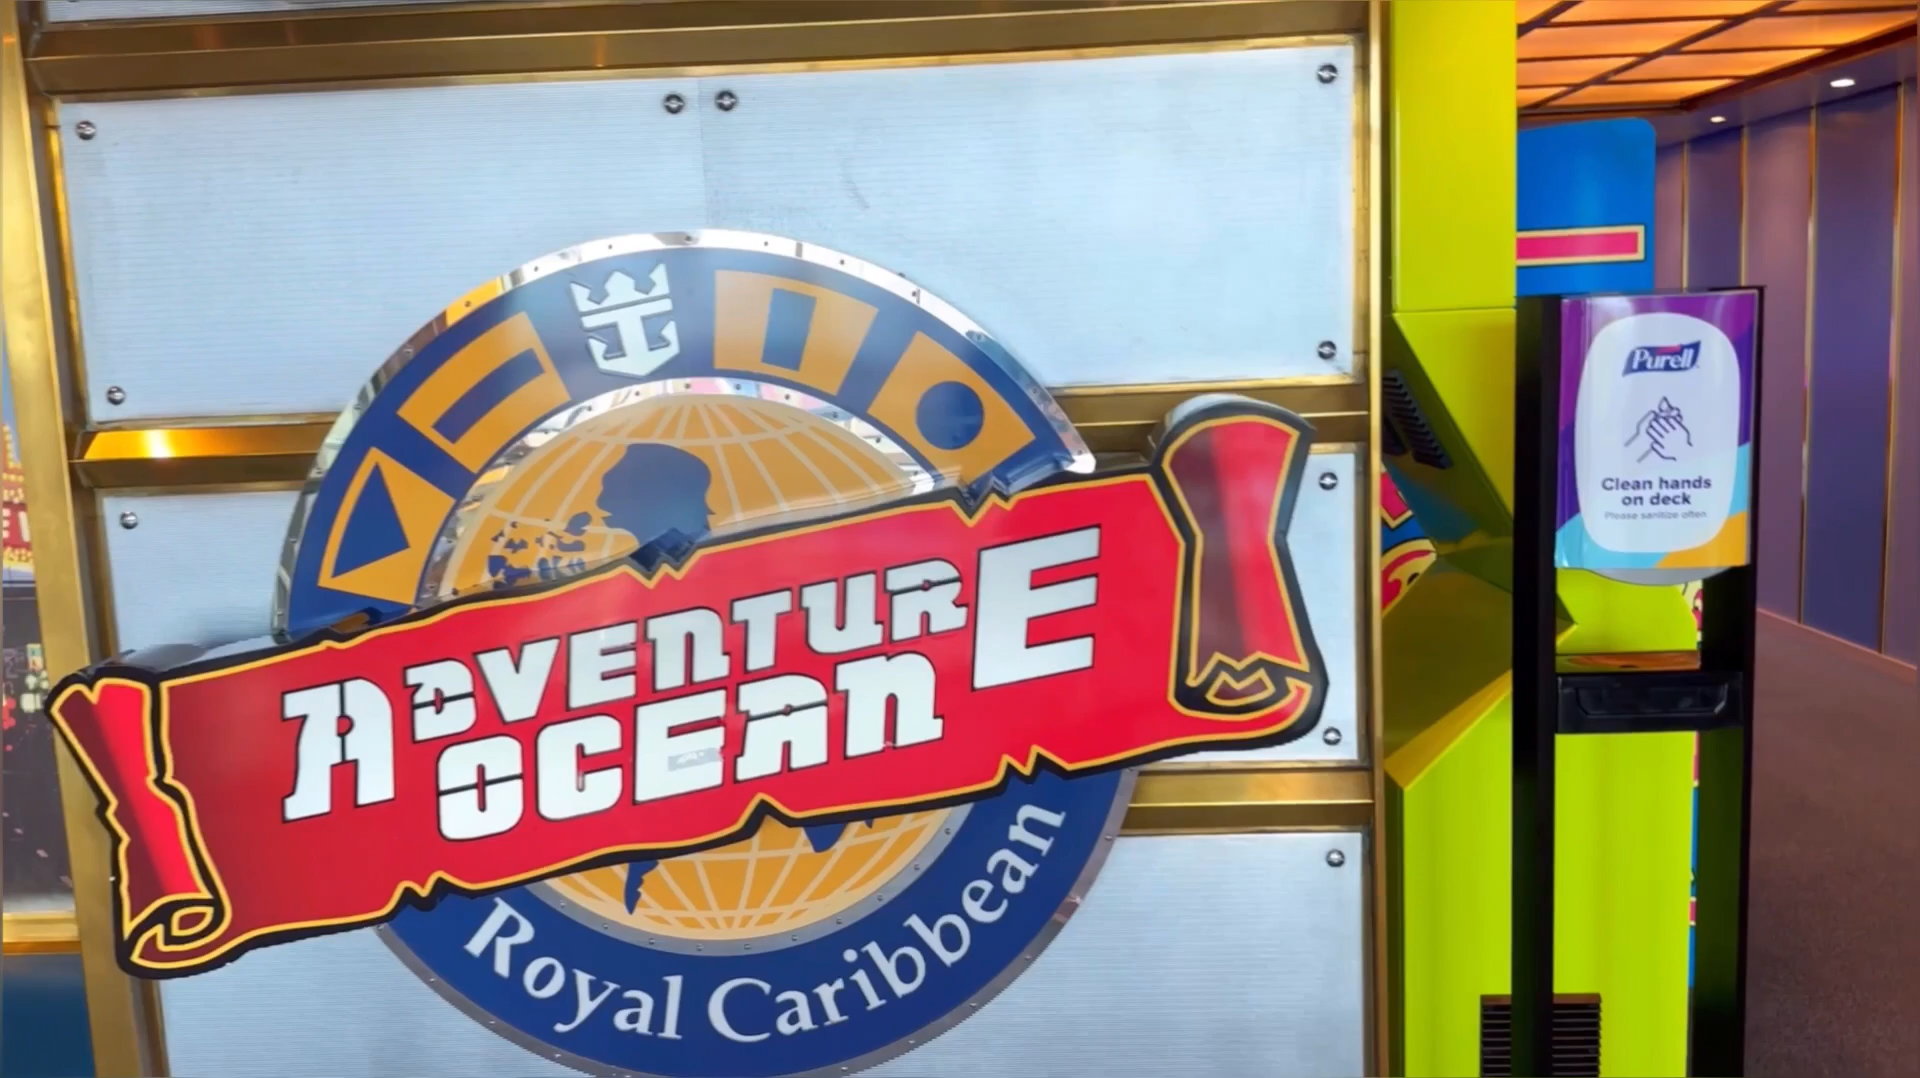 ADVENTURE
OCEAN
Royal Caribbean
Purell
Clean hands
on deck
Please sanitize often